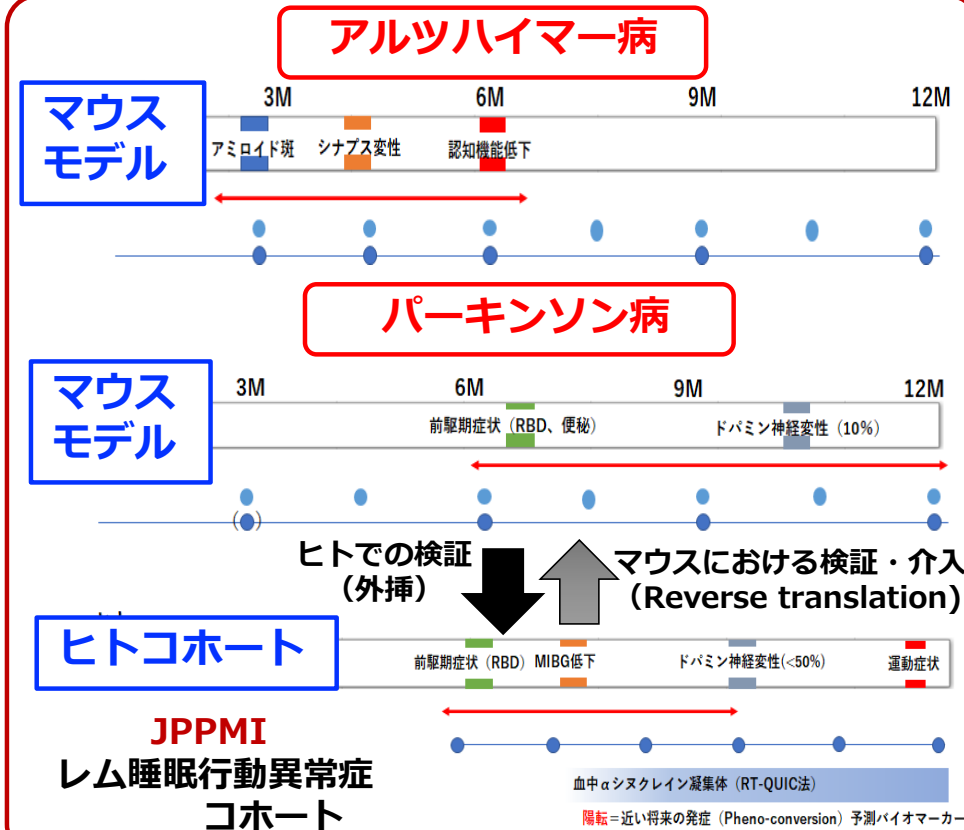 アルツハイマー病
マウス
モデル
3M 6M 9M 12M
アミロイド斑 シナプス変性 認知機能低下
パーキンソン病
マウス
モデル
3M 6M 9M 12M
前駆期症状（RBD、便秘） ドパミン神経変性（10%）
( )
ヒトでの検証
（外挿）
マウスにおける検証・介入
（Reverse translation)
ヒトコホート
前駆期症状（RBD） MIBG低下 ドパミン神経変性(<50%) 運動症状
JPPMI
レム睡眠行動異常症
コホート
血中αシヌクレイン凝集体（RT-QUIC法）
陽転=近い将来の発症（Pheno-conversion）予測バイオマーカー